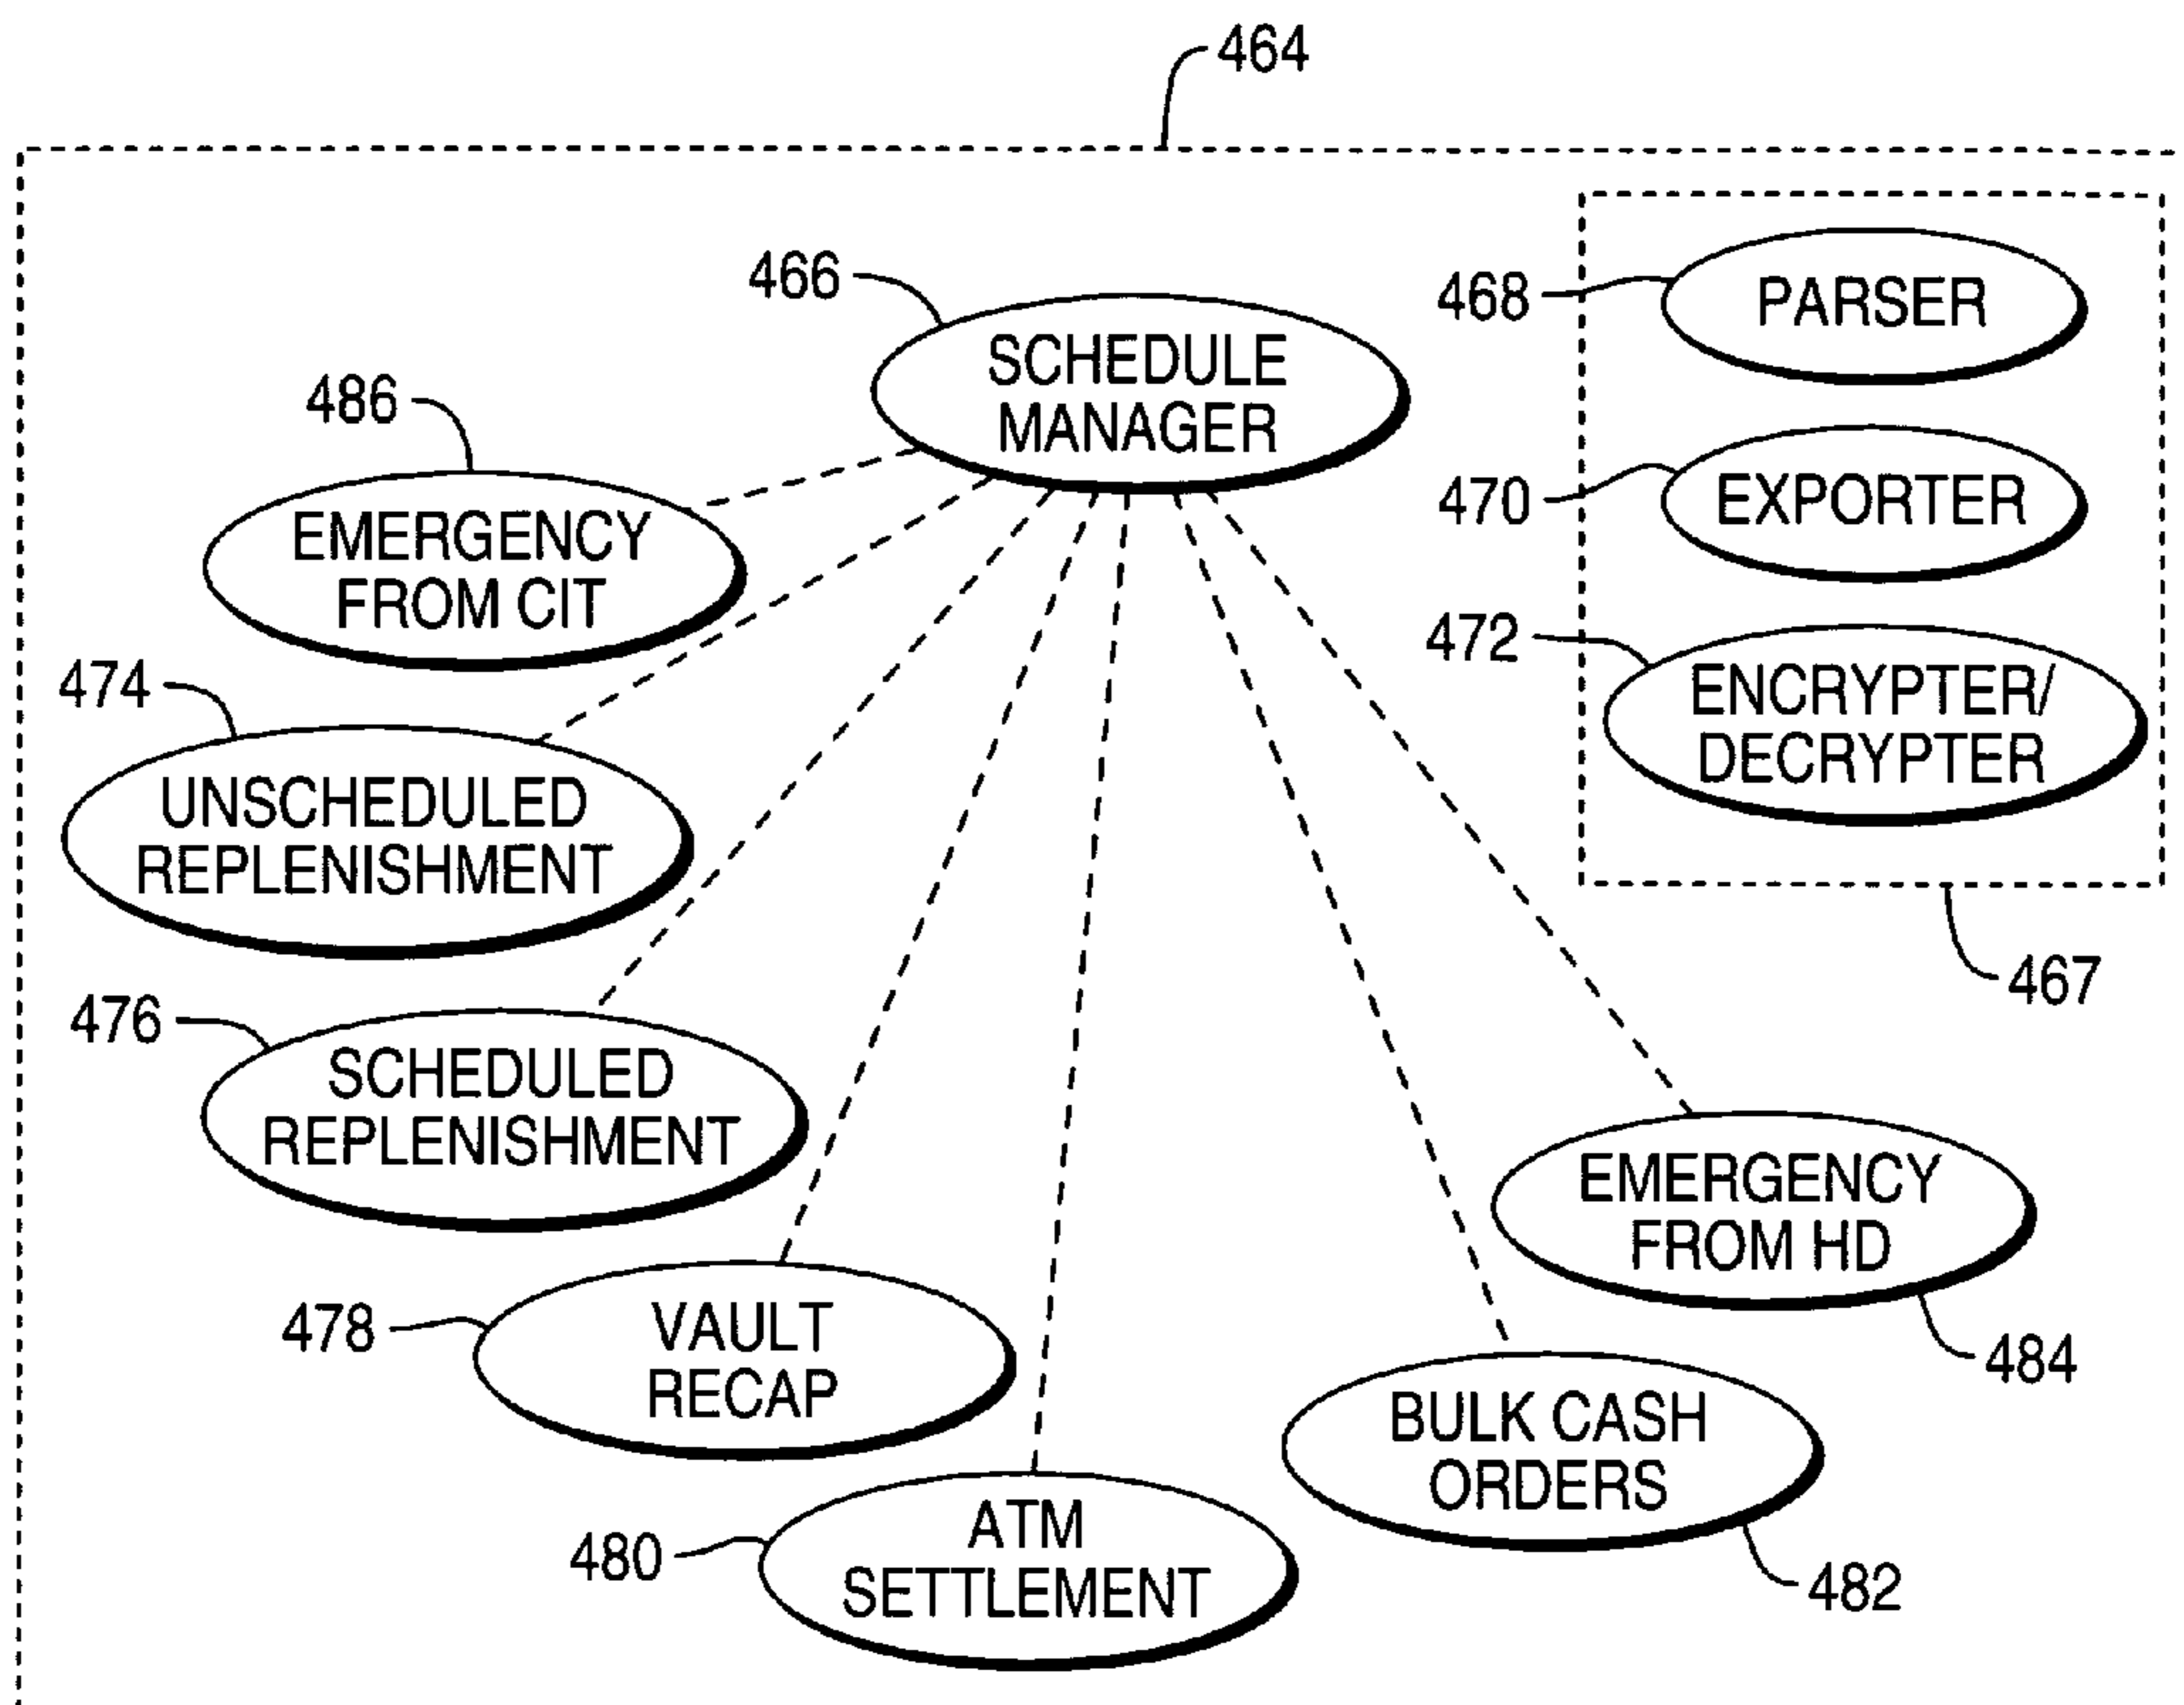 464
466
SCHEDULE
MANAGER
468
PARSER
486
EMERGENCY
FROM CIT
470
EXPORTER
472
ENCRYPTER/
DECRYPTER
474
UNSCHEDULED
REPLENISHMENT
467
476
SCHEDULED
REPLENISHMENT
EMERGENCY
FROM HD
484
478
VAULT
RECAP
BULK CASH
ORDERS
482
480
ATM
SETTLEMENT